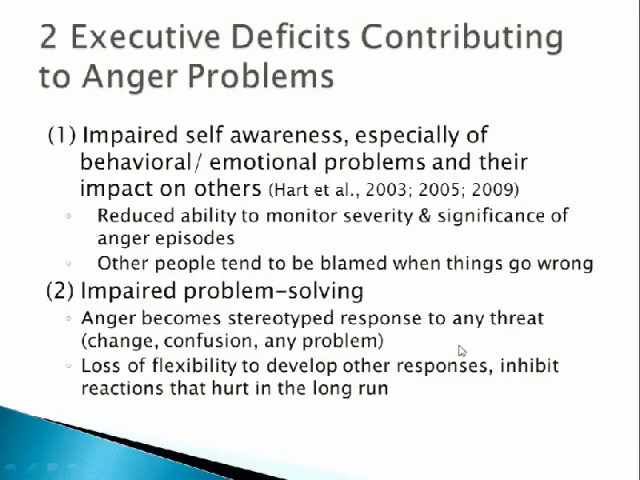 2 Executive Deficits Contributing
to Anger Problems
(1) Impaired self awareness, especially of
behavioral/ emotional problems and their
impact on others (Hart et al., 2003; 2005; 2009)
◦ Reduced ability to monitor severity & significance of
anger episodes
◦ Other people tend to be blamed when things go wrong
(2) Impaired problem-solving
◦ Anger becomes stereotyped response to any threat
(change, confusion, any problem)
◦ Loss of flexibility to develop other responses, inhibit
reactions that hurt in the long run